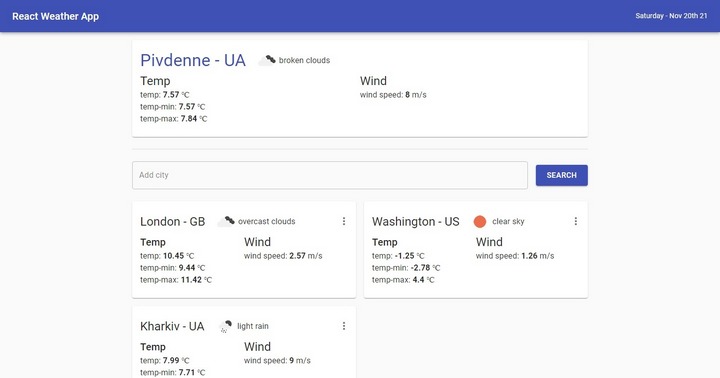 React Weather App
Saturday - Nov 20th 21
Pivdenne - UA broken clouds
Temp Wind
temp: 7.57 ℃ wind speed: 8 m/s
temp-min: 7.57 ℃
temp-max: 7.84 ℃
Add city
SEARCH
London - GB overcast clouds
Temp Wind
temp: 10.45 ℃ wind speed: 2.57 m/s
temp-min: 9.44 ℃
temp-max: 11.42 ℃
Washington - US clear sky
Temp Wind
temp: -1.25 ℃ wind speed: 1.26 m/s
temp-min: -2.78 ℃
temp-max: 4.4 ℃
Kharkiv - UA light rain
Temp Wind
temp: 7.99 ℃ wind speed: 9 m/s
temp-min: 7.71 ℃